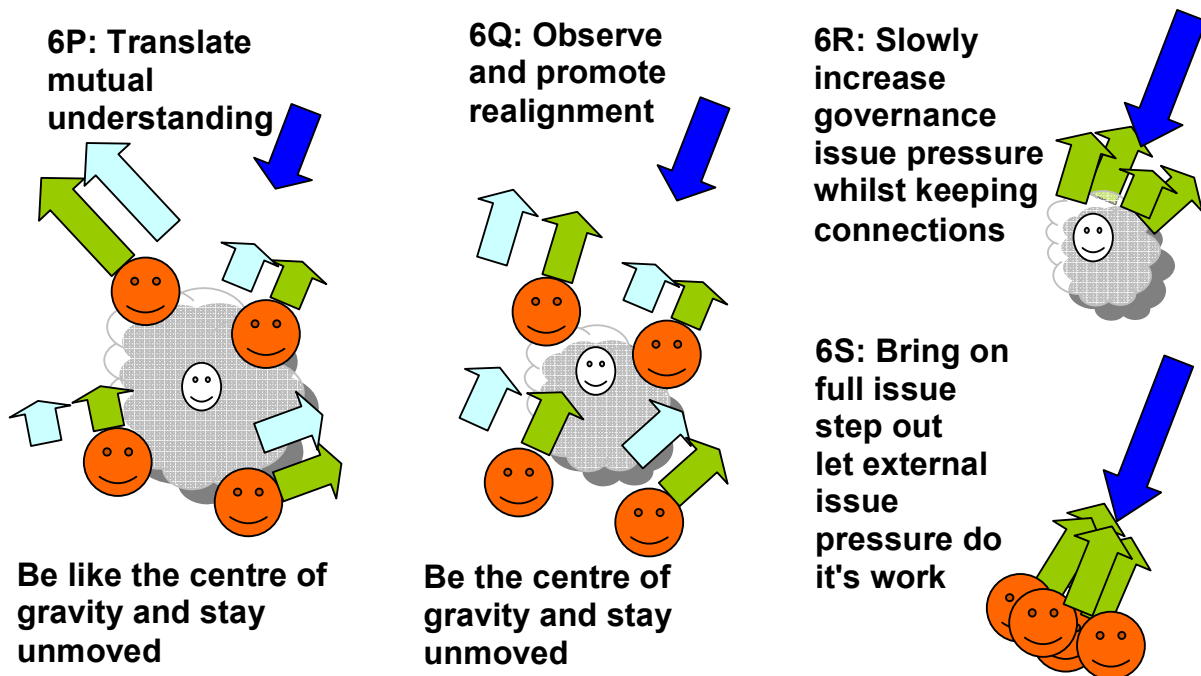 6P: Translate
mutual
understanding
Be like the centre of
gravity and stay
unmoved
6Q: Observe
and promote
realignment
Be the centre of
gravity and stay
unmoved
6R: Slowly
increase
governance
issue pressure
whilst keeping
connections
6S: Bring on
full issue
step out
let external
issue
pressure do
it's work